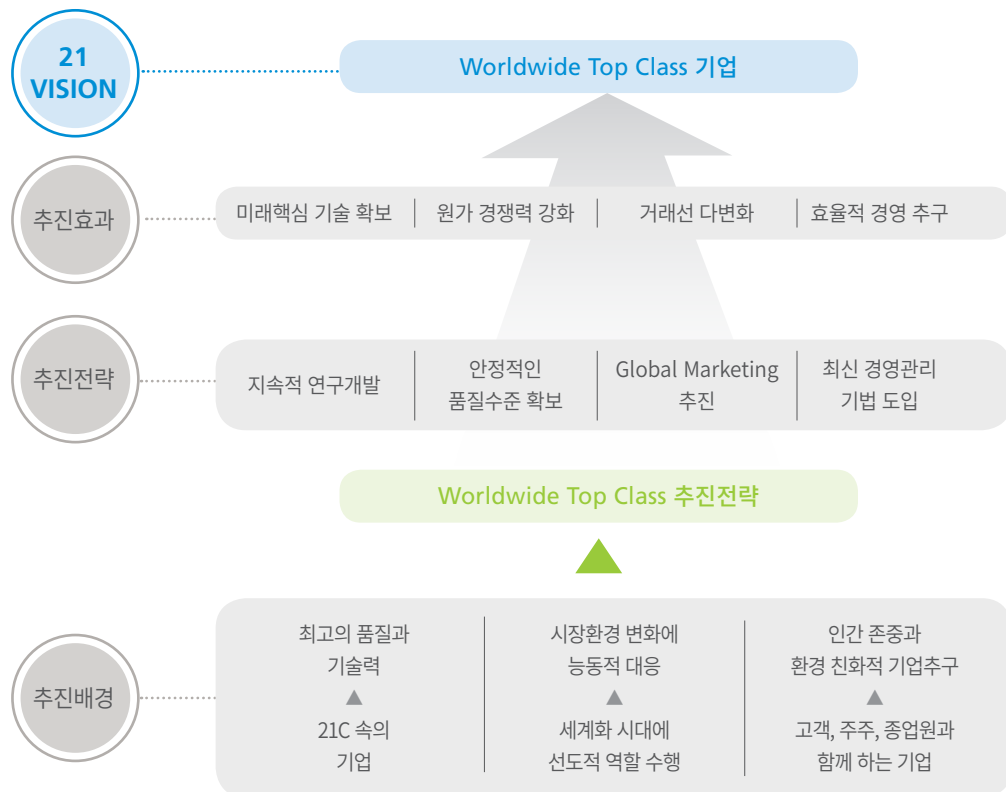 21
VISION
Worldwide Top Class 기업
추진효과
미래핵심 기술 확보
원가 경쟁력 강화
거래선 다변화
효율적 경영 추구
추진전략
지속적 연구개발
안정적인
품질수준 확보
Global Marketing
추진
최신 경영관리
기법 도입
Worldwide Top Class 추진전략
추진배경
최고의 품질과
기술력
21C 속의
기업
시장환경 변화에
능동적 대응
세계화 시대에
선도적 역할 수행
인간 존중과
환경 친화적 기업추구
고객, 주주, 종업원과
함께 하는 기업